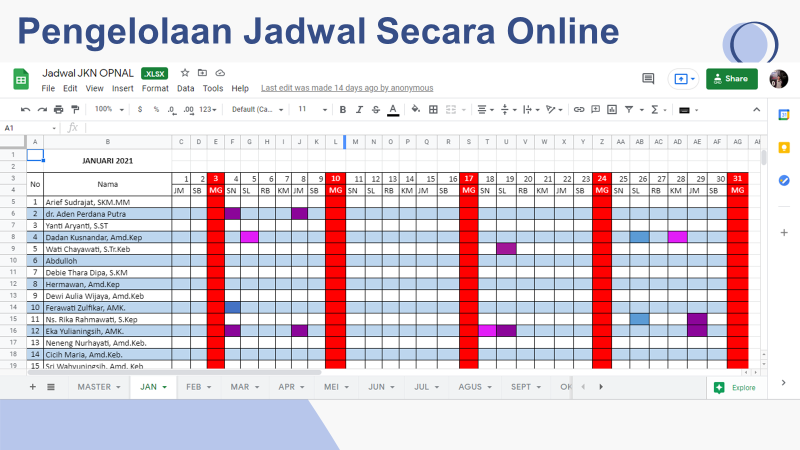 Pengelolaan Jadwal Secara Online
Jadwal JKN OPNAL .XLSX
File Edit View Insert Format Data Tools Help Last edit was made 14 days ago by anonymous
Share
100% $ % .0 .00 123 Default (Ca... 11 B I S A
A1 fx
A B C D E F G H I J K L M N O P Q R S T U V W X Y Z AA AB AC AD AE AF AG AH
1 JANUARI 2021
2
3 No Nama 1 2 3 4 5 6 7 8 9 10 11 12 13 14 15 16 17 18 19 20 21 22 23 24 25 26 27 28 29 30 31
4 JM SB MG SN SL RB KM JM SB MG SN SL RB KM JM SB MG SN SL RB KM JM SB MG SN SL RB KM JM SB MG
5 1 Arief Sudrajat, SKM.MM
6 2 dr. Aden Perdana Putra
7 3 Yanti Aryanti, S.ST
8 4 Dadan Kusnandar, Amd.Kep
9 5 Wati Chayawati, S.Tr.Keb
10 6 Abdulloh
11 7 Debie Thara Dipa, S.KM
12 8 Hermawan, Amd.Kep
13 9 Dewi Aulia Wijaya, Amd.Keb
14 10 Ferawati Zulfikar, AMK.
15 11 Ns. Rika Rahmawati, S.Kep
16 12 Eka Yulianingsih, AMK.
17 13 Neneng Nurhayati, Amd.Keb.
18 14 Cicih Maria, Amd.Keb.
19 15 Sri Wahyuningsih, Amd. Keb
MASTER JAN FEB MAR APR MEI JUN JUL AGUS SEPT Explore